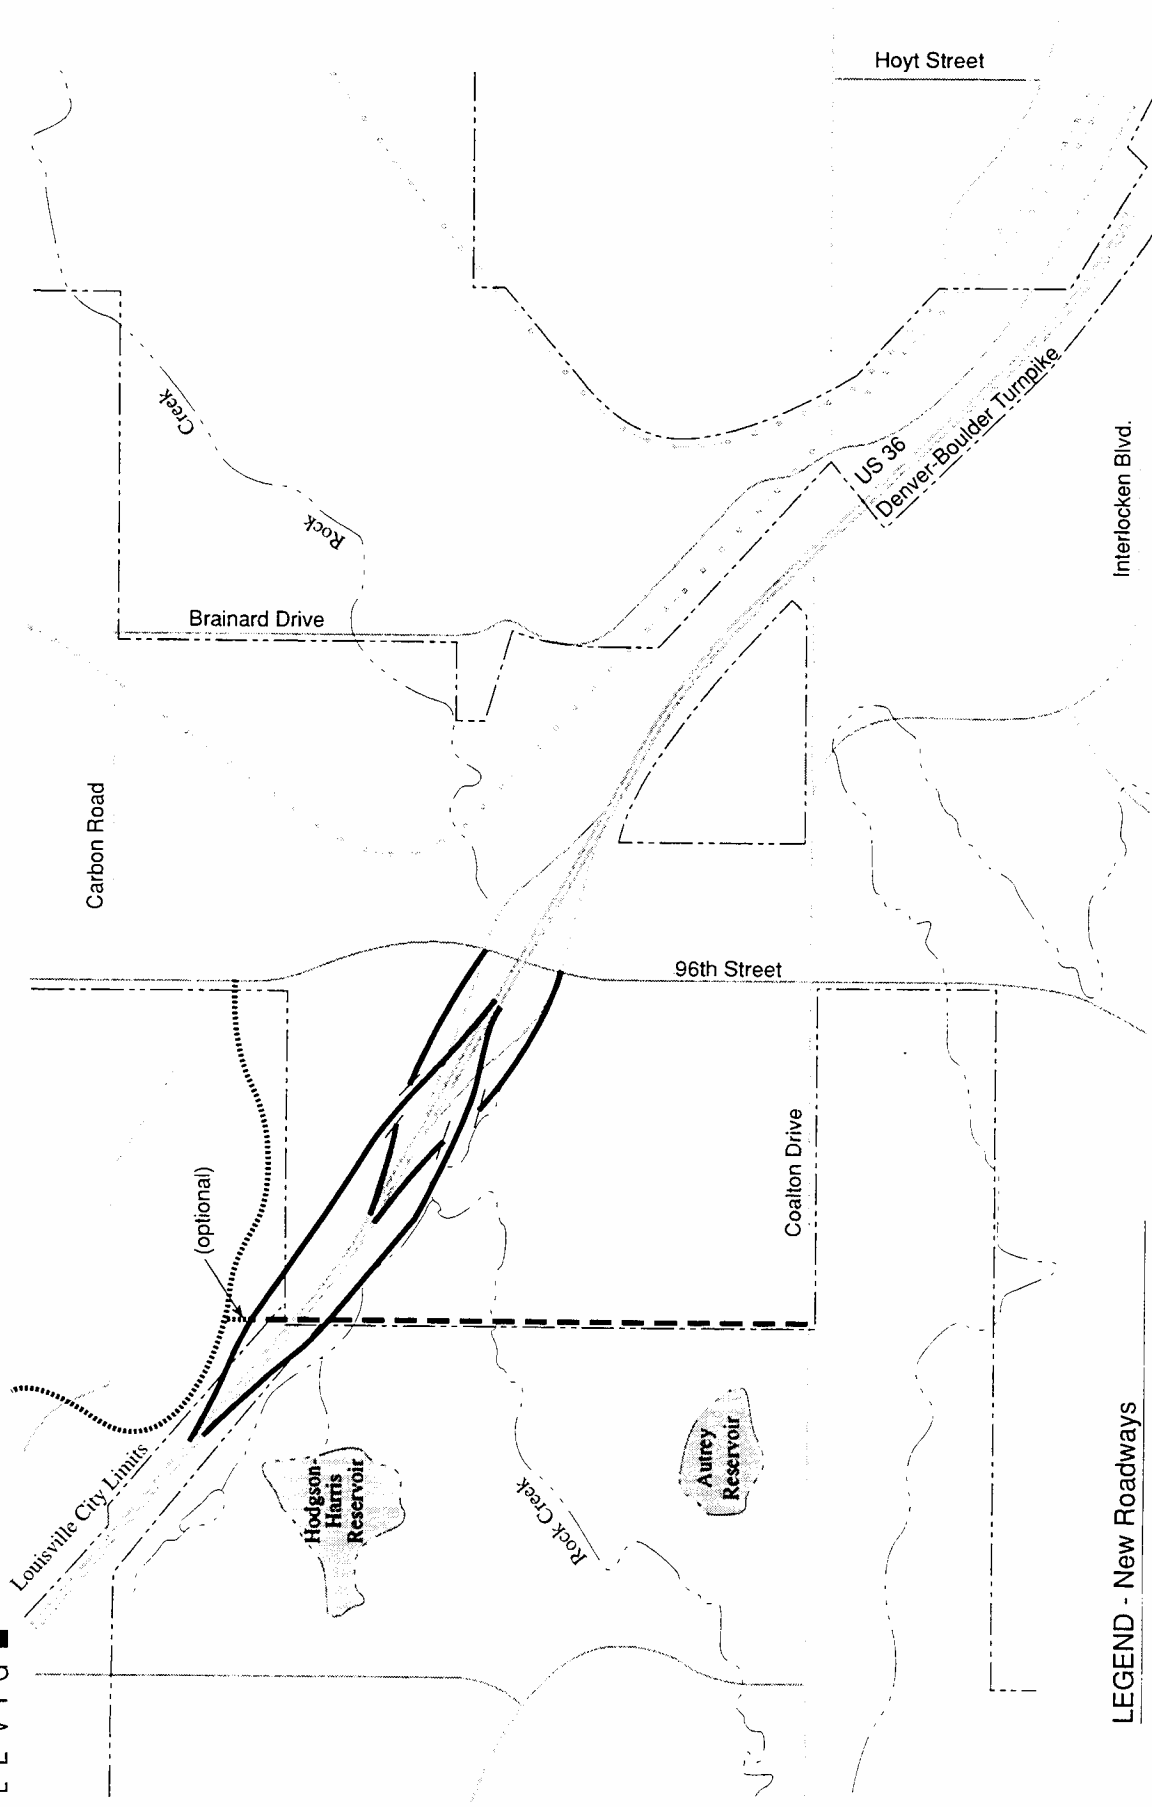 Hoyt Street
Creek
Rock
US 36
Denver-Boulder Turnpike
Interlocken Blvd.
Brainard Drive
Carbon Road
96th Street
(optional)
Coalton Drive
Louisville City Limits
Hodgson-
Harris
Reservoir
Autrey
Reservoir
Rock Creek
LEGEND - New Roadways